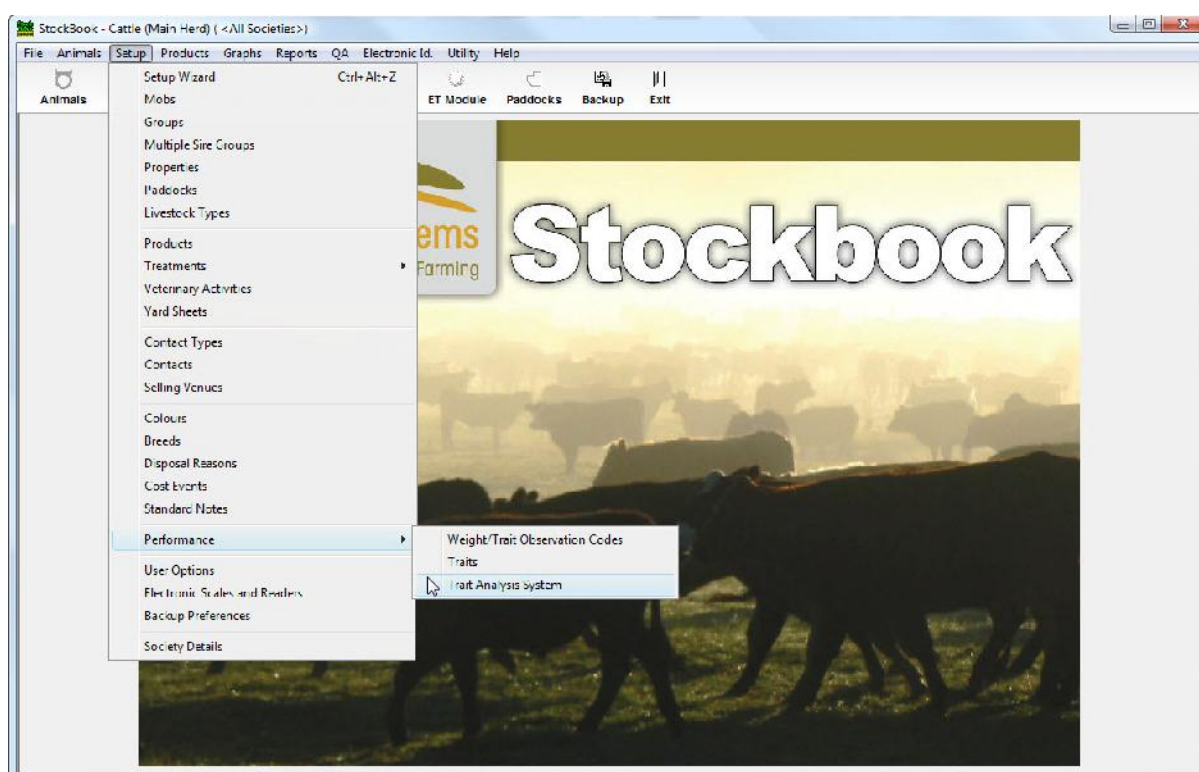 StockBook - Cattle (Main Herd) ( <All Societies>)
File Animals Setup Products Graphs Reports QA Electronic Id. Utility Help
Animals ET Module Paddocks Backup Exit
Setup Wizard Ctrl+Alt+Z
Mobs
Groups
Multiple Sire Groups
Properties
Paddocks
Livestock Types
Products
Treatments
Veterinary Activities
Yard Sheets
Contact Types
Contacts
Selling Venues
Colours
Breeds
Disposal Reasons
Cost Events
Standard Notes
Performance
User Options
Electronic Scales and Readers
Backup Preferences
Society Details
Weight/Trait Observation Codes
Traits
Trait Analysis System
ems
Farming
Stockbook